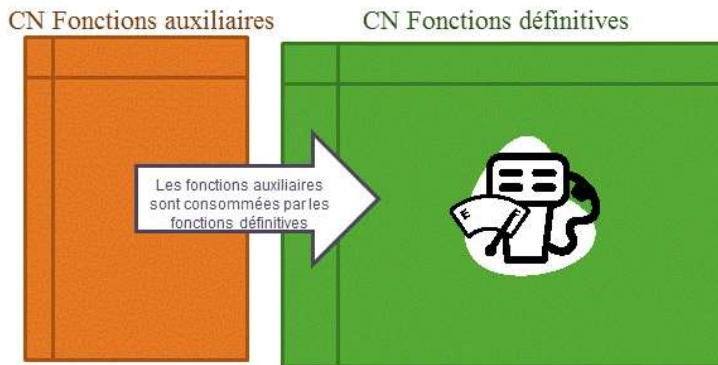 CN Fonctions auxiliaires
CN Fonctions définitives
Les fonctions auxiliaires
sont consommées par les
fonctions définitives
E F